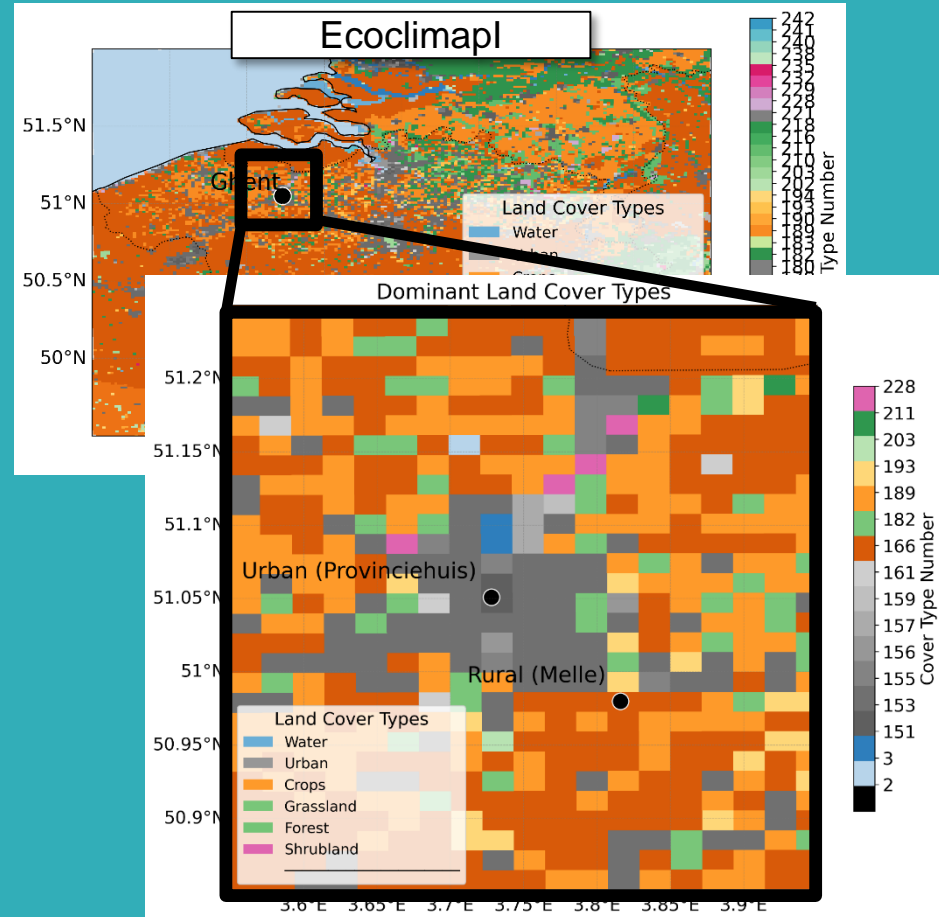 EcoclimapI
51.5°N
51°N
50.5°N
50°N
Ghent
Land Cover Types
Water
Urban
242
241
240
238
236
235
232
229
228
221
218
216
211
210
203
202
194
193
190
189
183
182
180
Type Number
Dominant Land Cover Types
51.2°N
51.15°N
51.1°N
51.05°N
51°N
50.95°N
50.9°N
Urban (Provinciehuis)
Rural (Melle)
Land Cover Types
Water
Urban
Crops
Grassland
Forest
Shrubland
3.6°E 3.65°E 3.7°E 3.75°E 3.8°E 3.85°E 3.9°E
228
211
203
193
189
182
166
161
159
157
156
155
153
151
3
2
Cover Type Number